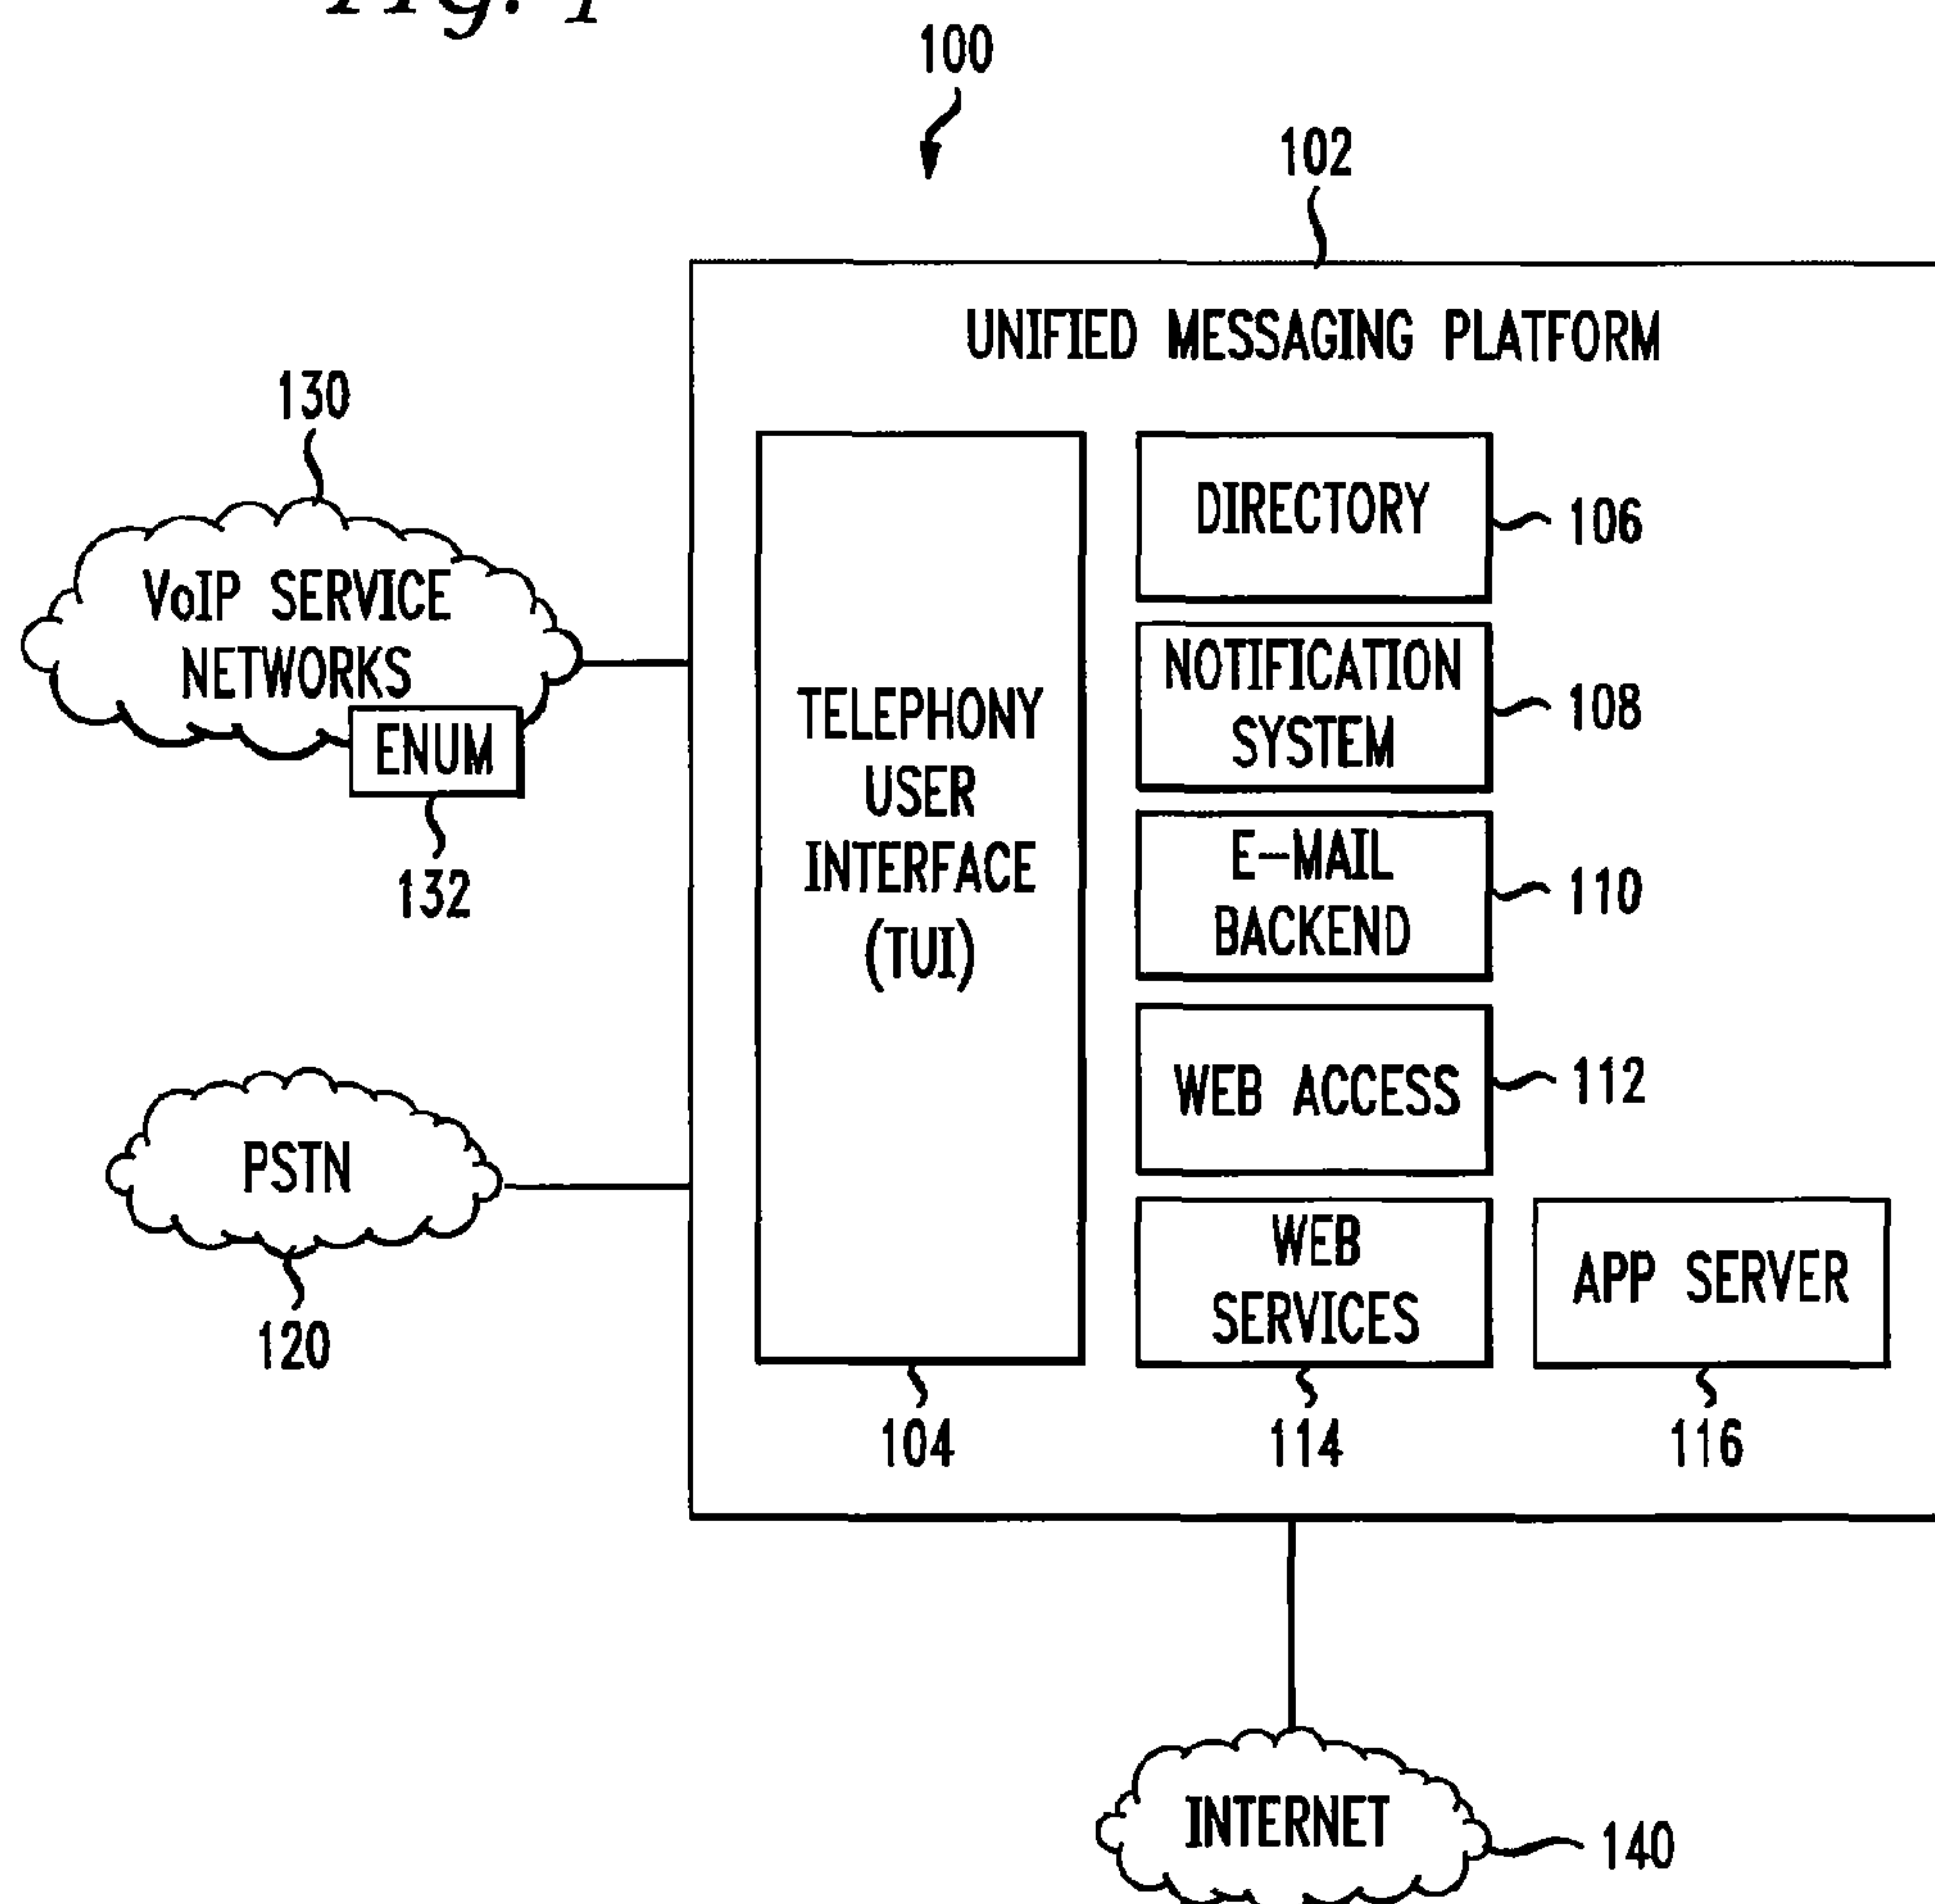 Fig. 1
100
102
UNIFIED MESSAGING PLATFORM
130
VoIP SERVICE
NETWORKS
ENUM
132
PSTN
120
TELEPHONY
USER
INTERFACE
(TUI)
104
DIRECTORY
106
NOTIFICATION
SYSTEM
108
E-MAIL
BACKEND
110
WEB ACCESS
112
WEB
SERVICES
114
APP SERVER
116
INTERNET
140